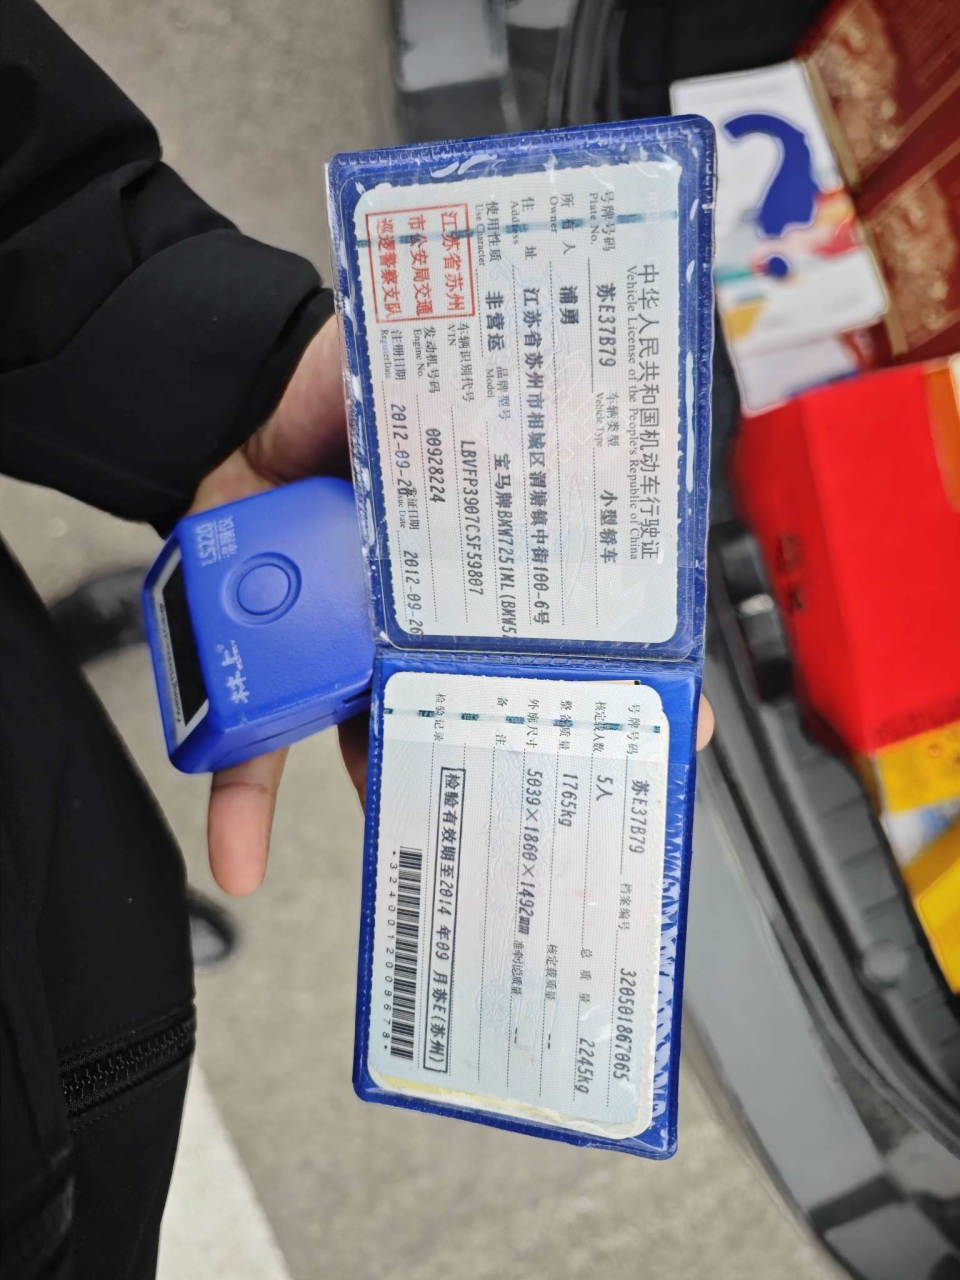 中华人民共和国机动车行驶证
Vehicle License of the People's Republic of China
号牌号码 苏E37B79 车辆类型 小型轿车
Plate No. Vehicle Type
所有人 浦勇
Owner
住址 江苏省苏州市相城区渭塘镇中街100-6号
Address
使用性质 非营运 品牌型号 宝马牌BMW7251ML(BMW5
Use Character Model
江苏省苏州
市公安局交通
巡逻警察支队
车辆识别代号 LBVFP3907CSF59807
VIN
发动机号码 00928224
Engine No.
注册日期 2012-09-26 发证日期 2012-09-26
Register Date Issue Date
号牌号码 苏E37B79 档案编号 320501867065
核定载人数 5人 总质量 2245kg
整备质量 1765kg 核定载质量 --
外廓尺寸 5039×1860×1492mm 准牵引总质量 --
备注
检验有效期至2014年09月苏E(苏州)
检验记录
*3240012008678*
林上
LS220